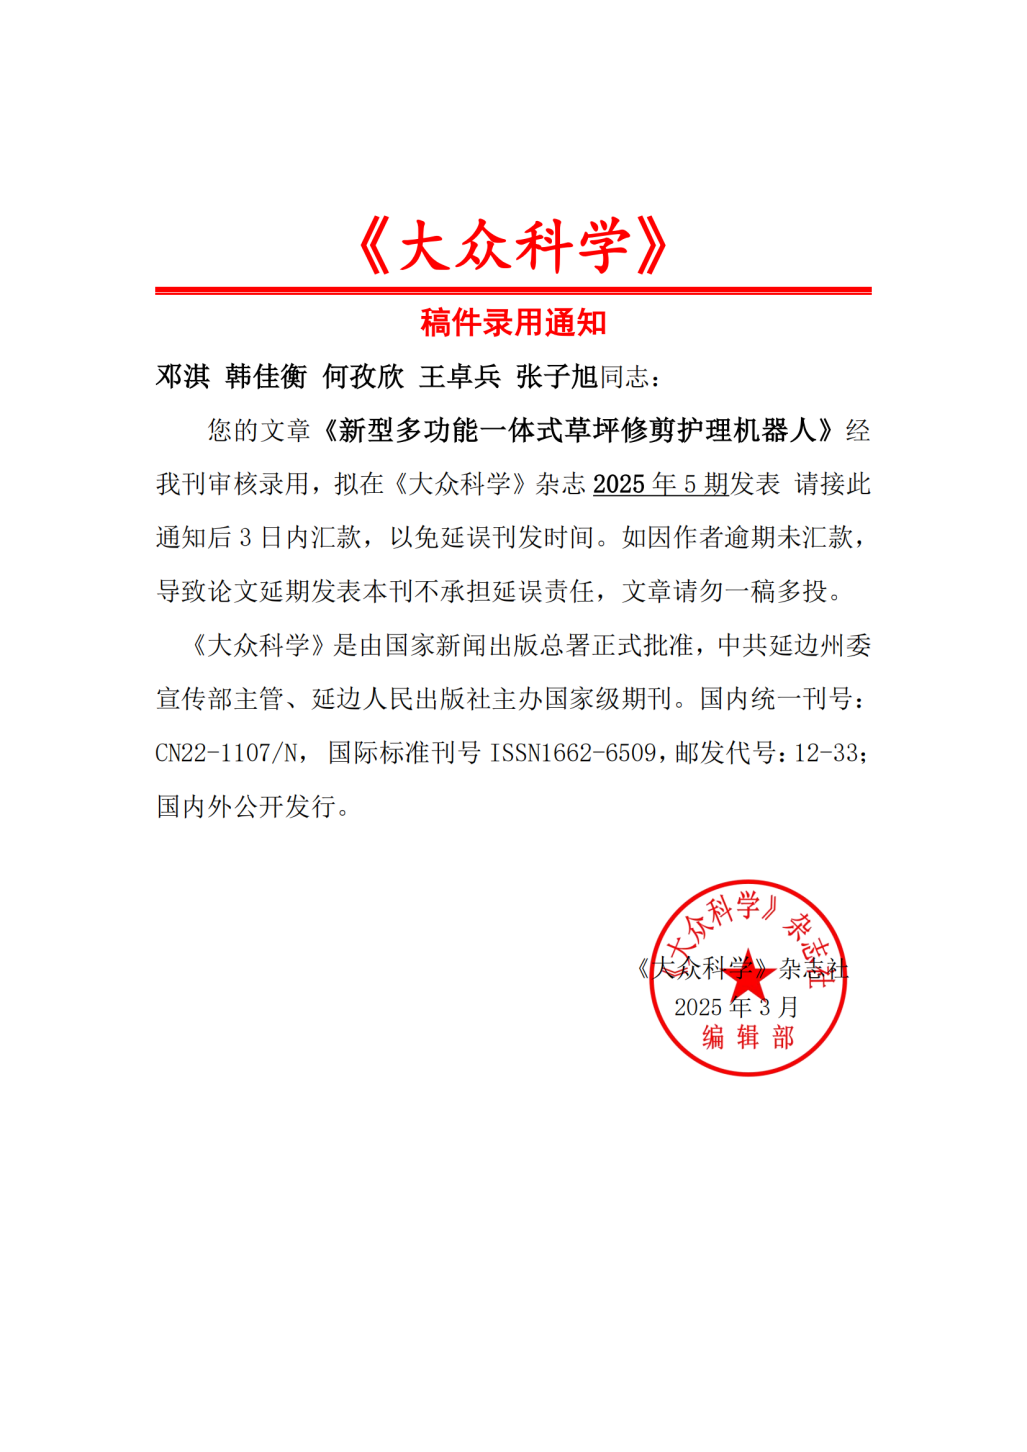 《大众科学》
稿件录用通知
邓淇 韩佳衡 何孜欣 王卓兵 张子旭同志：
您的文章《新型多功能一体式草坪修剪护理机器人》经
我刊审核录用，拟在《大众科学》杂志 2025 年 5 期发表 请接此
通知后 3 日内汇款，以免延误刊发时间。如因作者逾期未汇款，
导致论文延期发表本刊不承担延误责任，文章请勿一稿多投。
《大众科学》是由国家新闻出版总署正式批准，中共延边州委
宣传部主管、延边人民出版社主办国家级期刊。国内统一刊号：
CN22-1107/N， 国际标准刊号 ISSN1662-6509，邮发代号：12-33；
国内外公开发行。
《大众科学》杂志社
《大众科学》杂志社
2025 年 3 月
编辑部